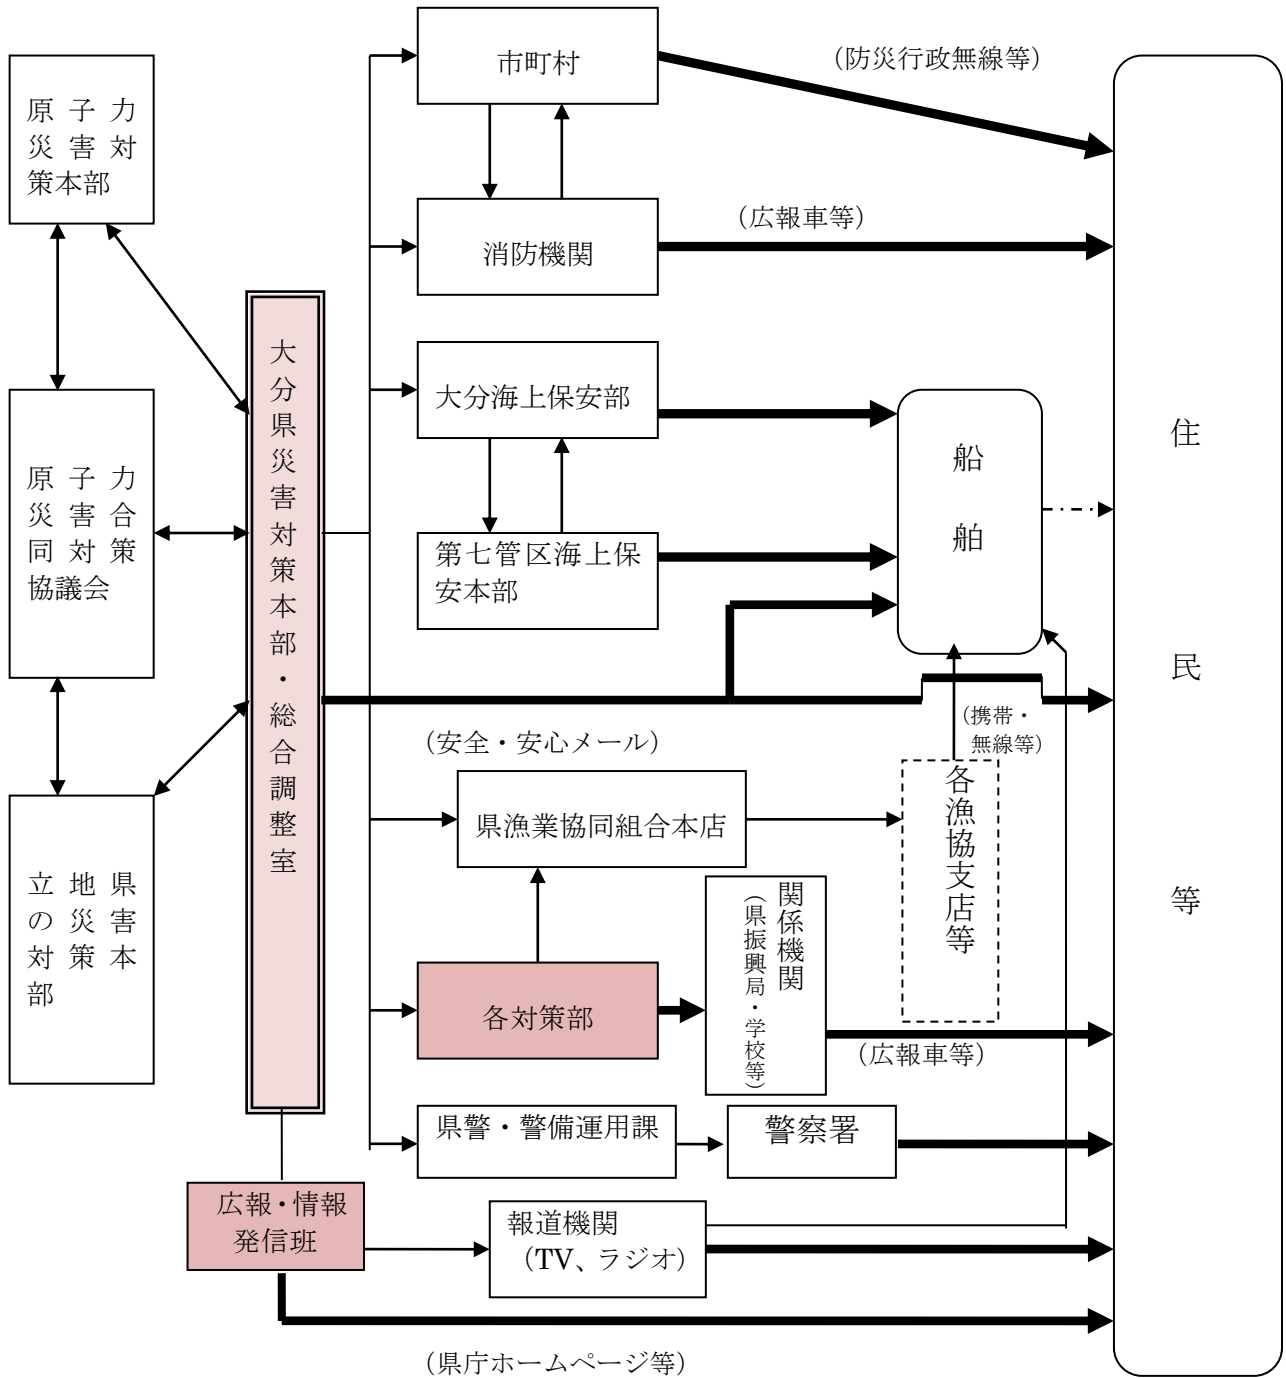 原子力
災害対
策本部
原子力
災害合
同対策
協議会
立地県
の災害
対策本
部
大分県災害対策本部・総合調整室
広報・情報
発信班
市町村
消防機関
大分海上保安部
第七管区海上保
安本部
(安全・安心メール)
県漁業協同組合本店
各対策部
関係機関
(県振興局・学校等)
県警・警備運用課
警察署
報道機関
(TV、ラジオ)
(県庁ホームページ等)
(防災行政無線等)
(広報車等)
船舶
(携帯・
無線等)
各漁協支店等
(広報車等)
住民等